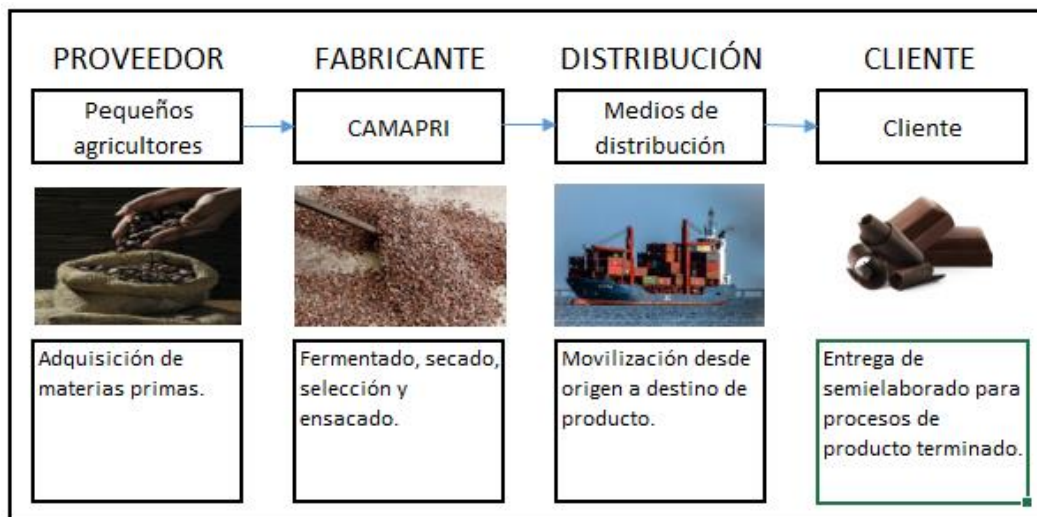 PROVEEDOR
FABRICANTE
DISTRIBUCIÓN
CLIENTE
Pequeños
agricultores
CAMAPRI
Medios de
distribución
Cliente
Adquisición de
materias primas.
Fermentado, secado,
selección y
ensacado.
Movilización desde
origen a destino de
producto.
Entrega de
semielaborado para
procesos de
producto terminado.